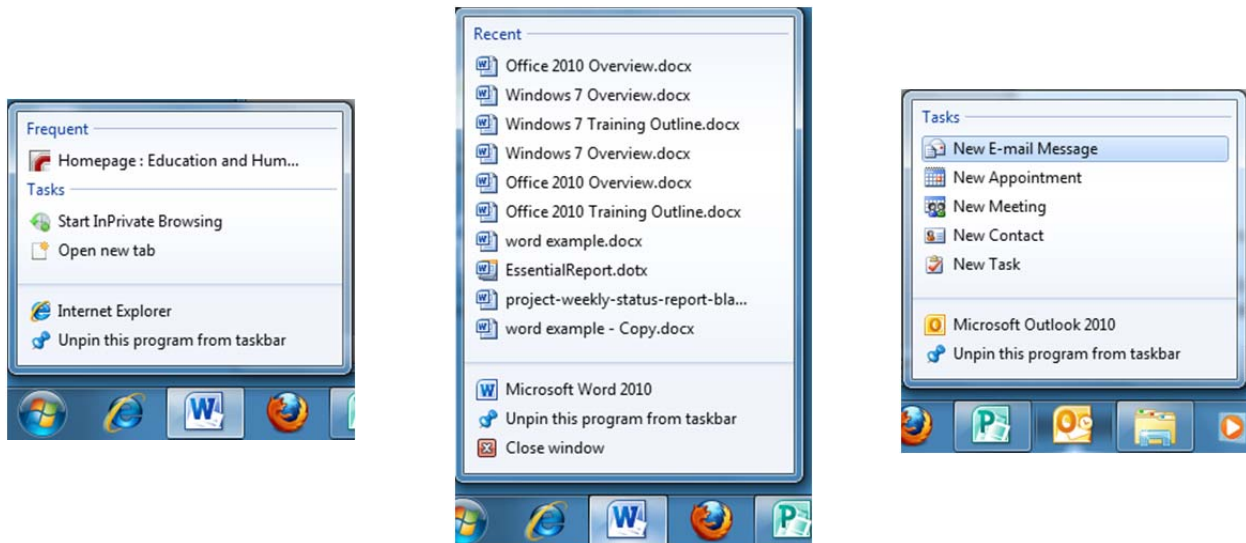 Frequent
Homepage : Education and Hum...
Tasks
Start InPrivate Browsing
Open new tab
Internet Explorer
Unpin this program from taskbar
Recent
Office 2010 Overview.docx
Windows 7 Overview.docx
Windows 7 Training Outline.docx
Windows 7 Overview.docx
Office 2010 Overview.docx
Office 2010 Training Outline.docx
word example.docx
EssentialReport.dotx
project-weekly-status-report-bla...
word example - Copy.docx
Microsoft Word 2010
Unpin this program from taskbar
Close window
Tasks
New E-mail Message
New Appointment
New Meeting
New Contact
New Task
Microsoft Outlook 2010
Unpin this program from taskbar